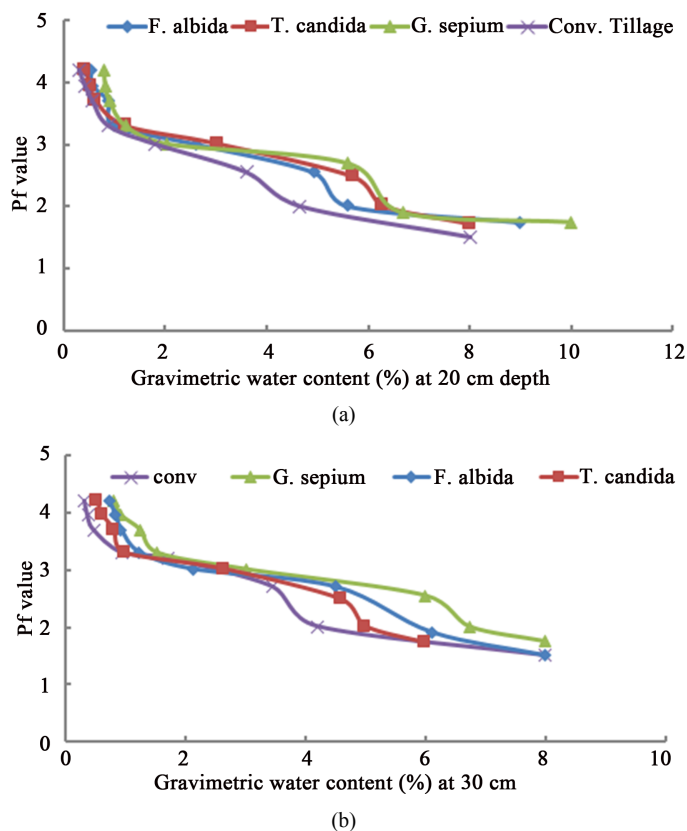 5
F. albida T. candida G. sepium Conv. Tillage
4
3
2
1
0
Pf value
0 2 4 6 8 10 12
Gravimetric water content (%) at 20 cm depth
(a)
5
conv G. sepium F. albida T. candida
4
3
2
1
0
Pf value
0 2 4 6 8 10
Gravimetric water content (%) at 30 cm
(b)